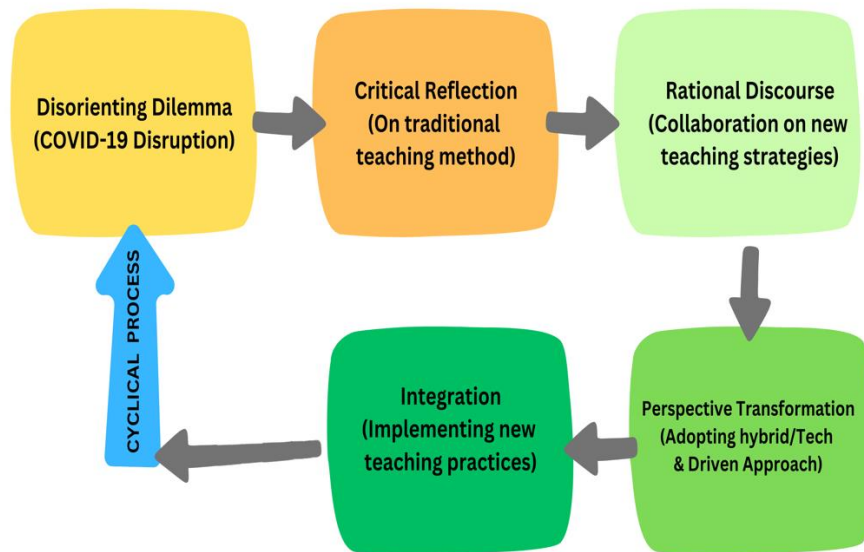 Disorienting Dilemma
(COVID-19 Disruption)
Critical Reflection
(On traditional
teaching method)
Rational Discourse
(Collaboration on new
teaching strategies)
Perspective Transformation
(Adopting hybrid/Tech
& Driven Approach)
Integration
(Implementing new
teaching practices)
CYCLICAL PROCESS